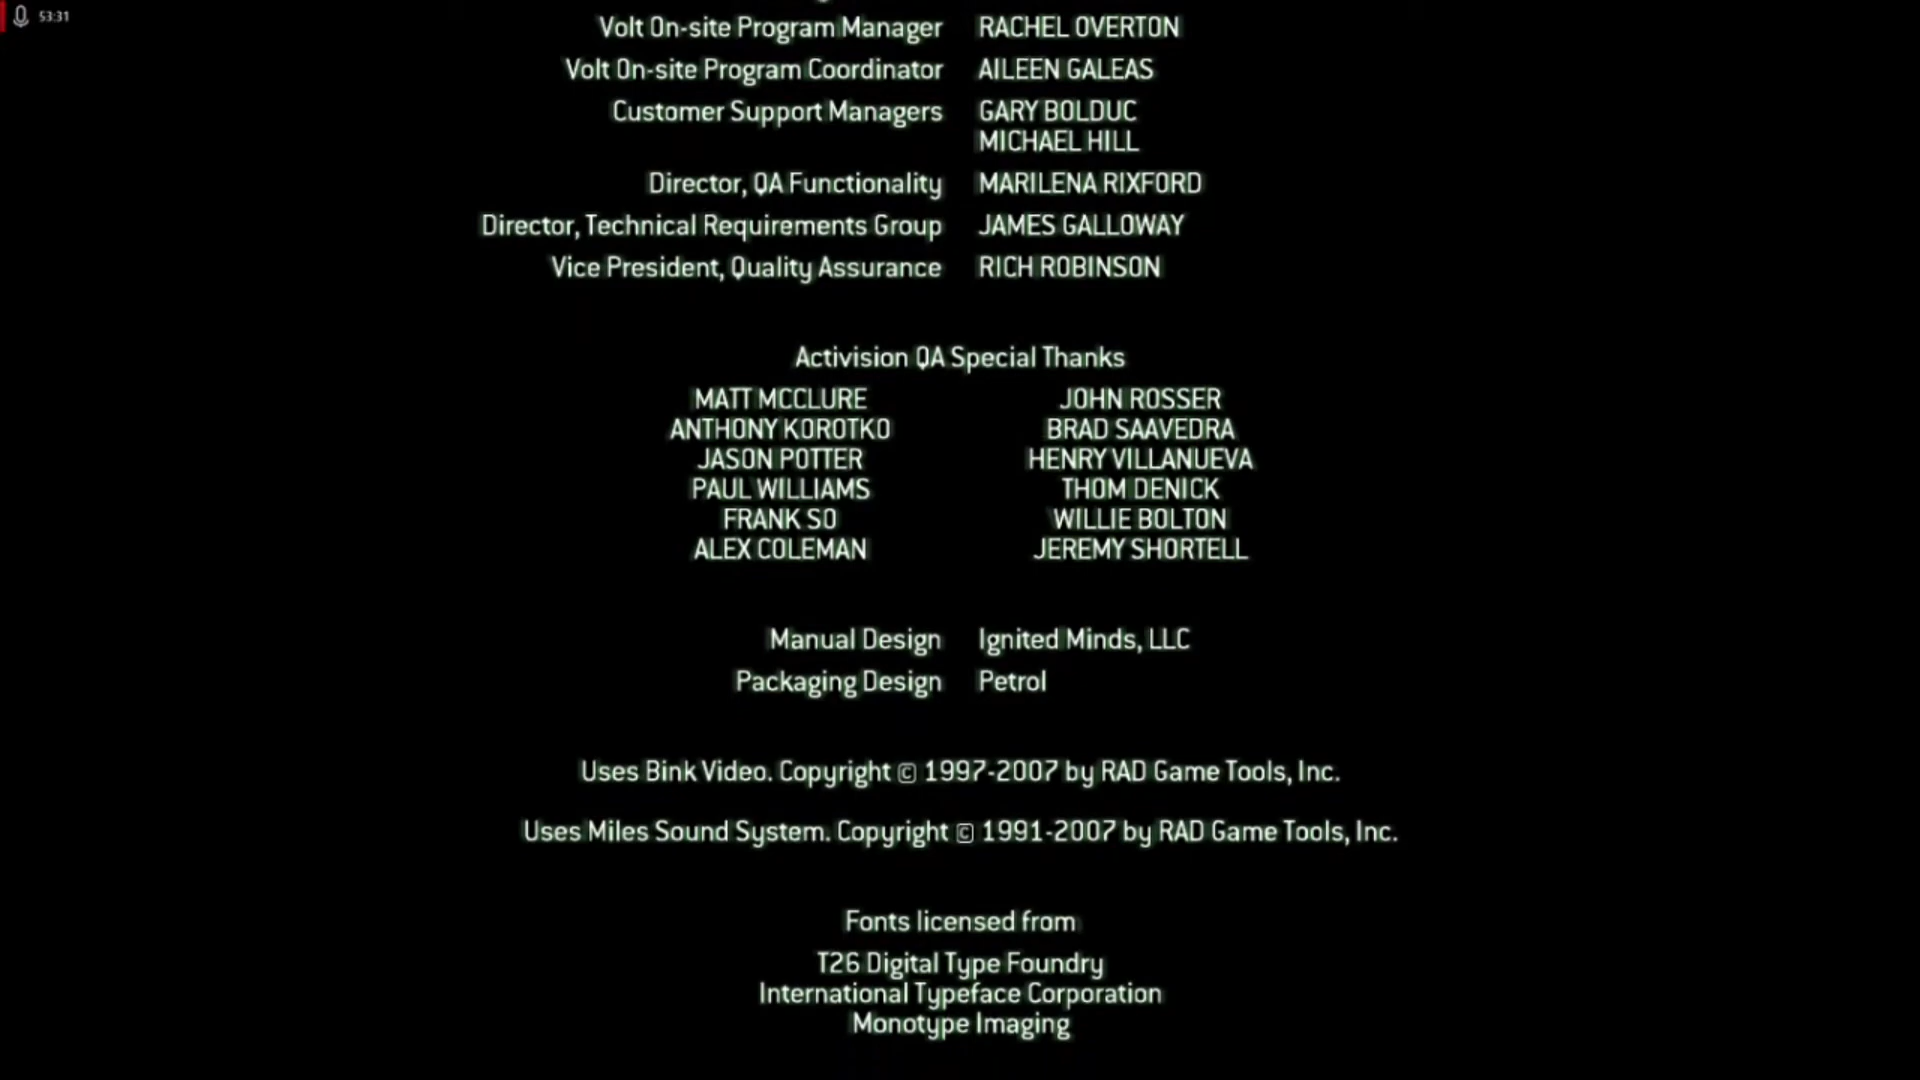 53:31
Volt On-site Program Manager RACHEL OVERTON
Volt On-site Program Coordinator AILEEN GALEAS
Customer Support Managers GARY BOLDUC
MICHAEL HILL
Director, QA Functionality MARILENA RIXFORD
Director, Technical Requirements Group JAMES GALLOWAY
Vice President, Quality Assurance RICH ROBINSON
Activision QA Special Thanks
MATT MCCLURE JOHN ROSSER
ANTHONY KOROTKO BRAD SAAVEDRA
JASON POTTER HENRY VILLANUEVA
PAUL WILLIAMS THOM DENICK
FRANK SO WILLIE BOLTON
ALEX COLEMAN JEREMY SHORTELL
Manual Design Ignited Minds, LLC
Packaging Design Petrol
Uses Bink Video. Copyright © 1997-2007 by RAD Game Tools, Inc.
Uses Miles Sound System. Copyright © 1991-2007 by RAD Game Tools, Inc.
Fonts licensed from
T26 Digital Type Foundry
International Typeface Corporation
Monotype Imaging